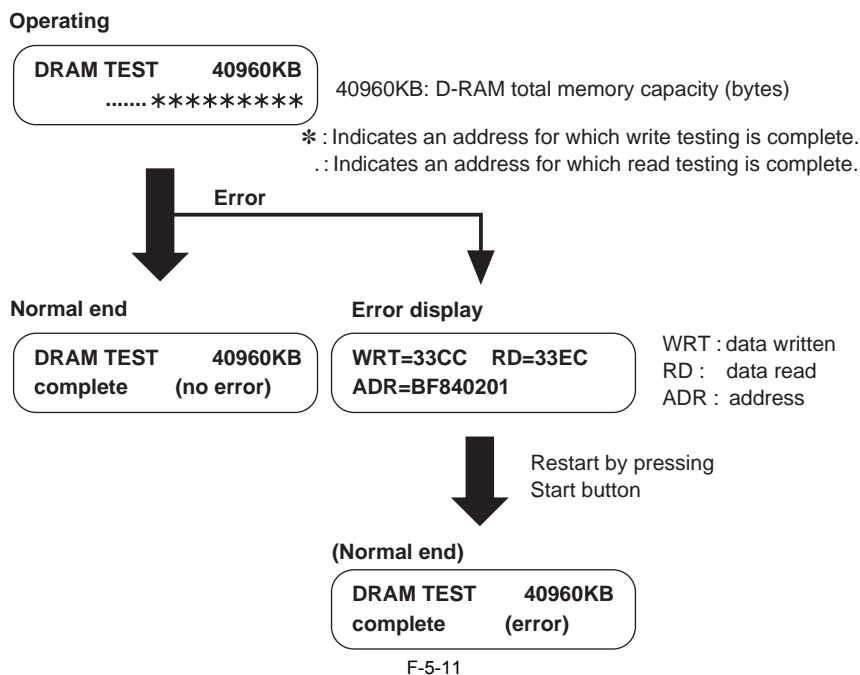 Operating
DRAM TEST 40960KB
.......*********
40960KB: D-RAM total memory capacity (bytes)
* : Indicates an address for which write testing is complete.
. : Indicates an address for which read testing is complete.
Error
Normal end
Error display
DRAM TEST 40960KB
complete (no error)
WRT=33CC RD=33EC
ADR=BF840201
WRT : data written
RD : data read
ADR : address
Restart by pressing
Start button
(Normal end)
DRAM TEST 40960KB
complete (error)
F-5-11